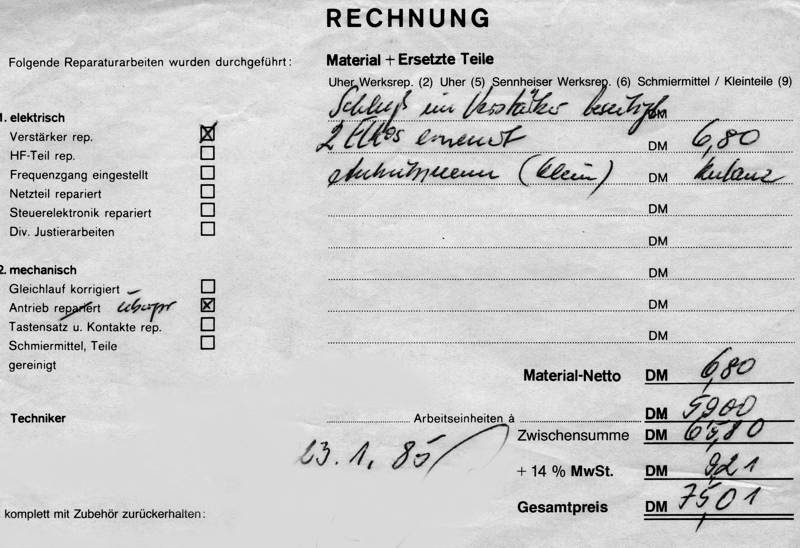 RECHNUNG
Folgende Reparaturarbeiten wurden durchgeführt:
Material + Ersetzte Teile
Uher Werksrep. (2) Uher (5) Sennheiser Werksrep. (6) Schmiermittel / Kleinteile (9)
1. elektrisch
Schluß im Verstärker beseitigt DM
Verstärker rep.
2 Elkos erneuert DM 6,80
HF-Teil rep.
Frequenzgang eingestellt
(klein) DM Kulanz
Netzteil repariert
Steuerelektronik repariert
DM
Div. Justierarbeiten
DM
2. mechanisch
DM
Gleichlauf korrigiert
Antrieb repariert überpr
DM
Tastensatz u. Kontakte rep.
DM
Schmiermittel, Teile
gereinigt
Material-Netto DM 6,80
Techniker
Arbeitseinheiten à DM 59,00
23.1.85
Zwischensumme DM 65,80
+ 14 % MwSt. DM 9,21
Gesamtpreis DM 75,01
komplett mit Zubehör zurückerhalten: